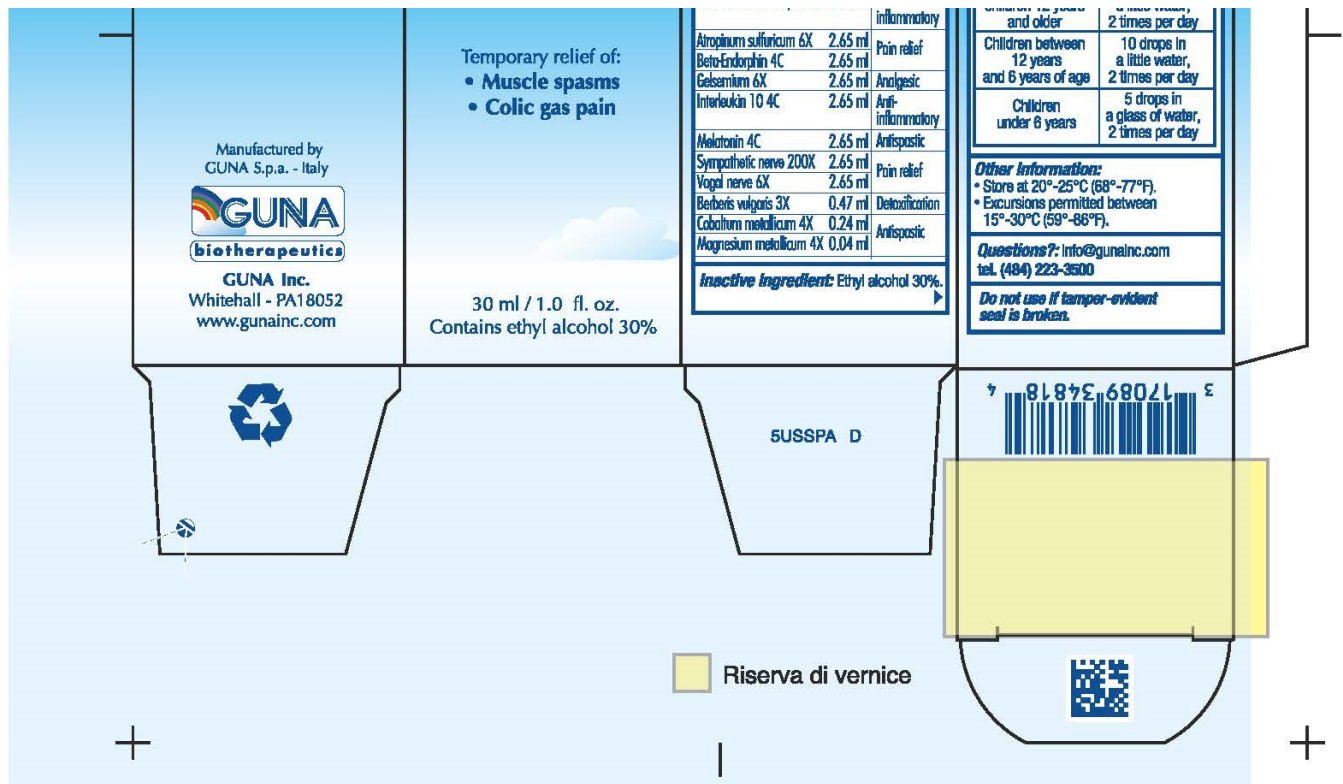 Manufactured by
GUNA S.p.a. - Italy
GUNA
biotherapeutics
GUNA Inc.
Whitehall - PA18052
www.gunainc.com
Temporary relief of:
• Muscle spasms
• Colic gas pain
30 ml / 1.0 fl. oz.
Contains ethyl alcohol 30%
inflammatory
Atropinum sulfuricum 6X 2.65 ml Pain relief
Beta-Endorphin 4C 2.65 ml
Gelsemium 6X 2.65 ml Analgesic
Interleukin 10 4C 2.65 ml Anti-
inflammatory
Melatonin 4C 2.65 ml Antispastic
Sympathetic nerve 200X 2.65 ml Pain relief
Vagal nerve 6X 2.65 ml
Berberis vulgaris 3X 0.47 ml Detoxification
Cobaltum metallicum 4X 0.24 ml Antispastic
Magnesium metallicum 4X 0.04 ml
Inactive Ingredient: Ethyl alcohol 30%.
children 12 years
and older
a little water,
2 times per day
Children between
12 years
and 6 years of age
10 drops in
a little water,
2 times per day
Children
under 6 years
5 drops in
a glass of water,
2 times per day
Other Information:
• Store at 20°-25°C (68°-77°F).
• Excursions permitted between
15°-30°C (59°-86°F).
Questions?: info@gunainc.com
tel. (484) 223-3500
Do not use if tamper-evident
seal is broken.
5USSPA D
3 17089 34818 4
Riserva di vernice